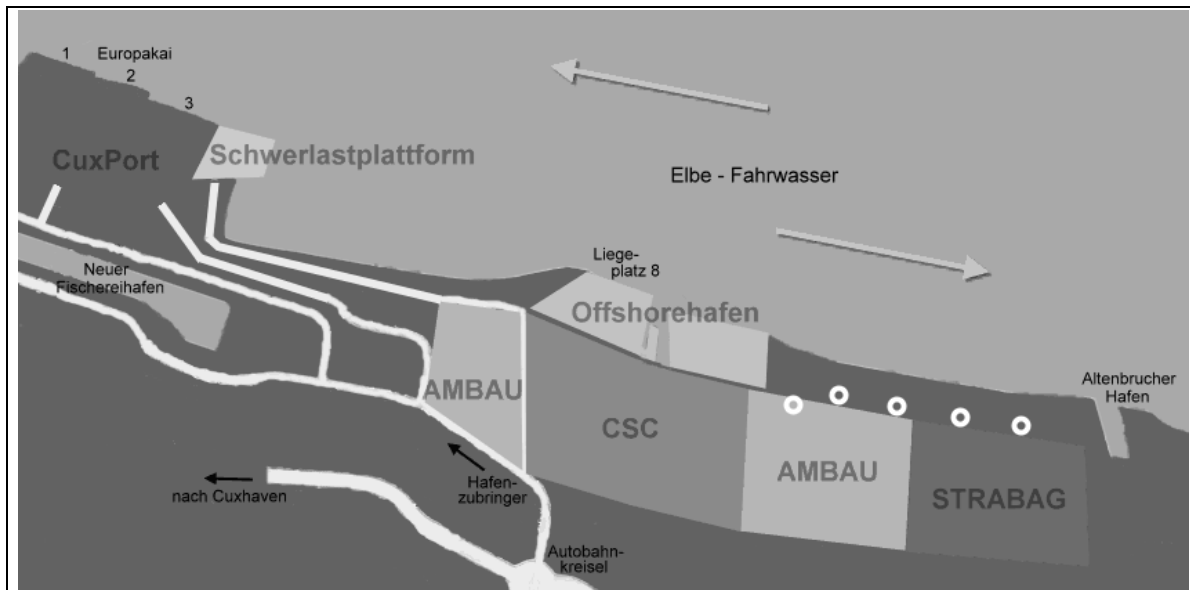 1
Europakai
2
3
CuxPort
Schwerlastplattform
Elbe - Fahrwasser
Neuer
Fischereihafen
Liege-
platz 8
Offshorehafen
AMBAU
CSC
AMBAU
STRABAG
Altenbrucher
Hafen
nach Cuxhaven
Hafen-
zubringer
Autobahn-
kreisel